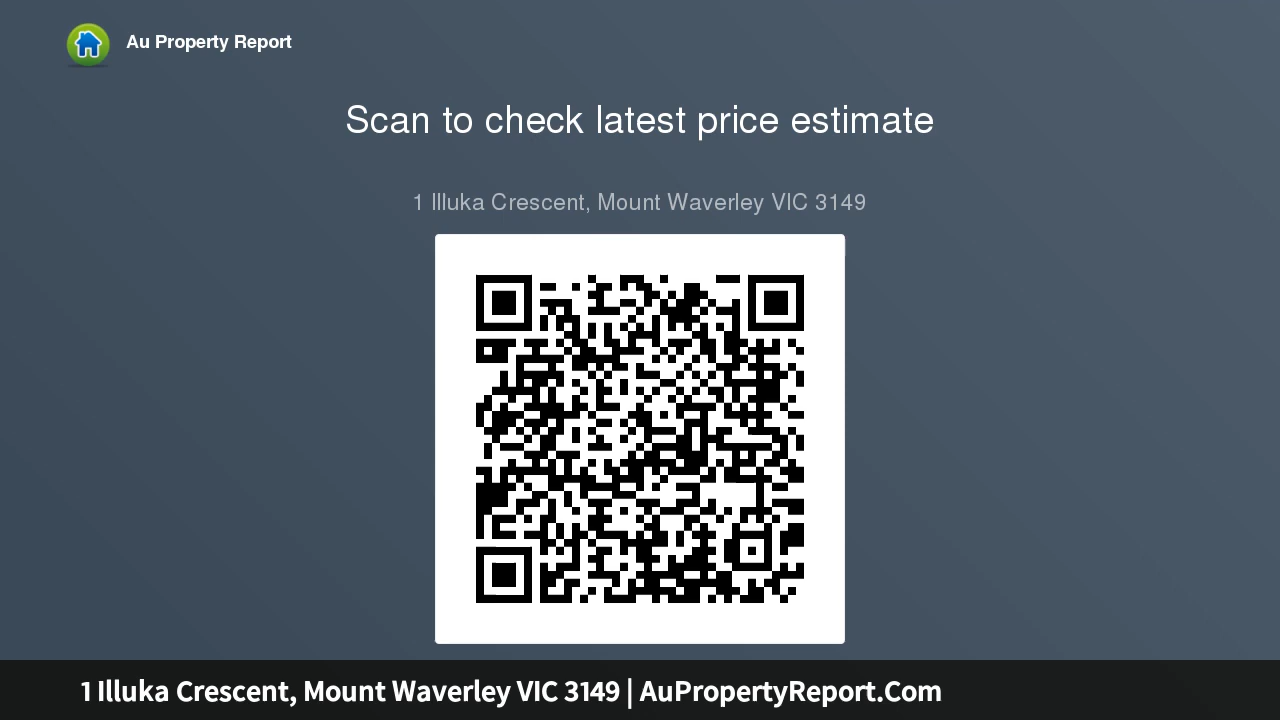 Au Property Report
Scan to check latest price estimate
1 Illuka Crescent, Mount Waverley VIC 3149
1 Illuka Crescent, Mount Waverley VIC 3149 | AuPropertyReport.Com